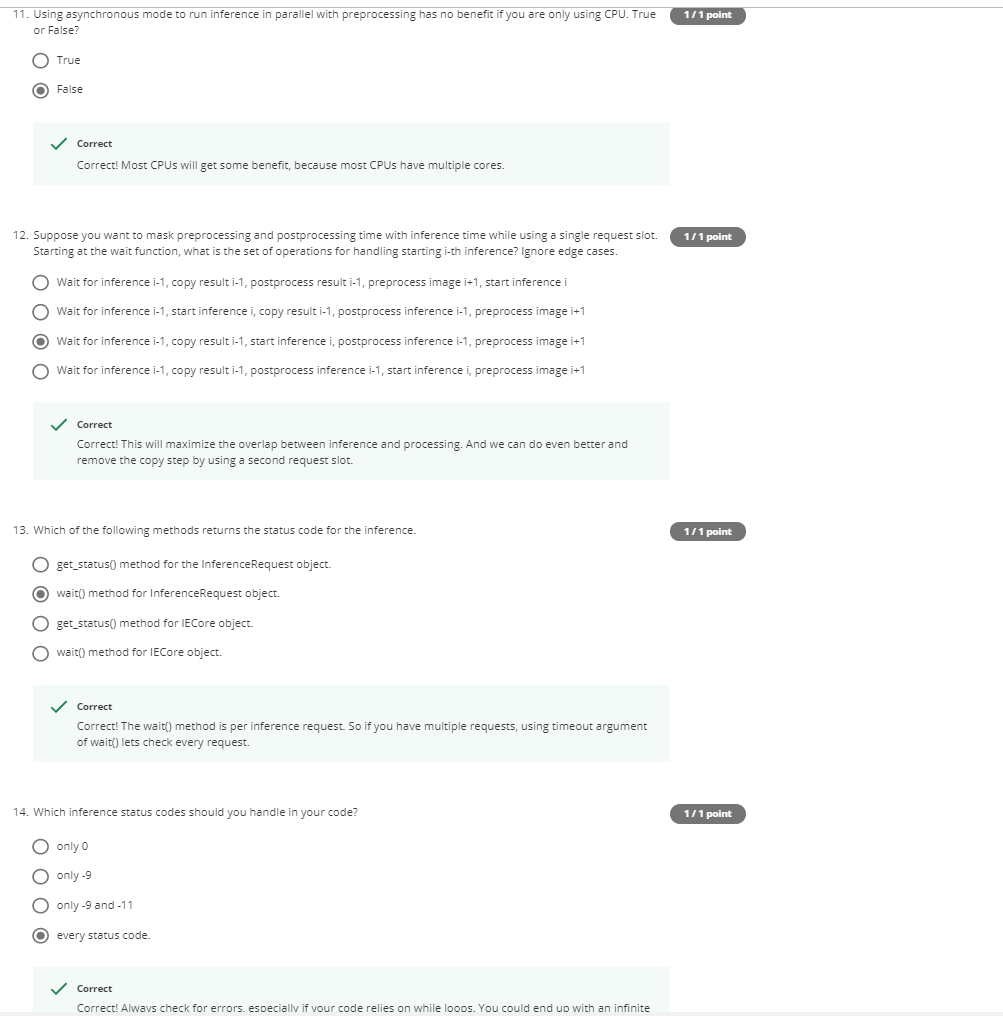 11. Using asynchronous mode to run inference in parallel with preprocessing has no benefit if you are only using CPU. True
or False?
1 / 1 point
True
False
Correct
Correct! Most CPUs will get some benefit, because most CPUs have multiple cores.
12. Suppose you want to mask preprocessing and postprocessing time with inference time while using a single request slot.
Starting at the wait function, what is the set of operations for handling starting i-th inference? Ignore edge cases.
1 / 1 point
Wait for inference i-1, copy result i-1, postprocess result i-1, preprocess image i+1, start inference i
Wait for inference i-1, start inference i, copy result i-1, postprocess inference i-1, preprocess image i+1
Wait for inference i-1, copy result i-1, start inference i, postprocess inference i-1, preprocess image i+1
Wait for inference i-1, copy result i-1, postprocess inference i-1, start inference i, preprocess image i+1
Correct
Correct! This will maximize the overlap between inference and processing. And we can do even better and
remove the copy step by using a second request slot.
13. Which of the following methods returns the status code for the inference.
1 / 1 point
get_status() method for the InferenceRequest object.
wait() method for InferenceRequest object.
get_status() method for IECore object.
wait() method for IECore object.
Correct
Correct! The wait() method is per inference request. So if you have multiple requests, using timeout argument
of wait() lets check every request.
14. Which inference status codes should you handle in your code?
1 / 1 point
only 0
only -9
only -9 and -11
every status code.
Correct
Correct! Always check for errors, especially if your code relies on while loops. You could end up with an infinite